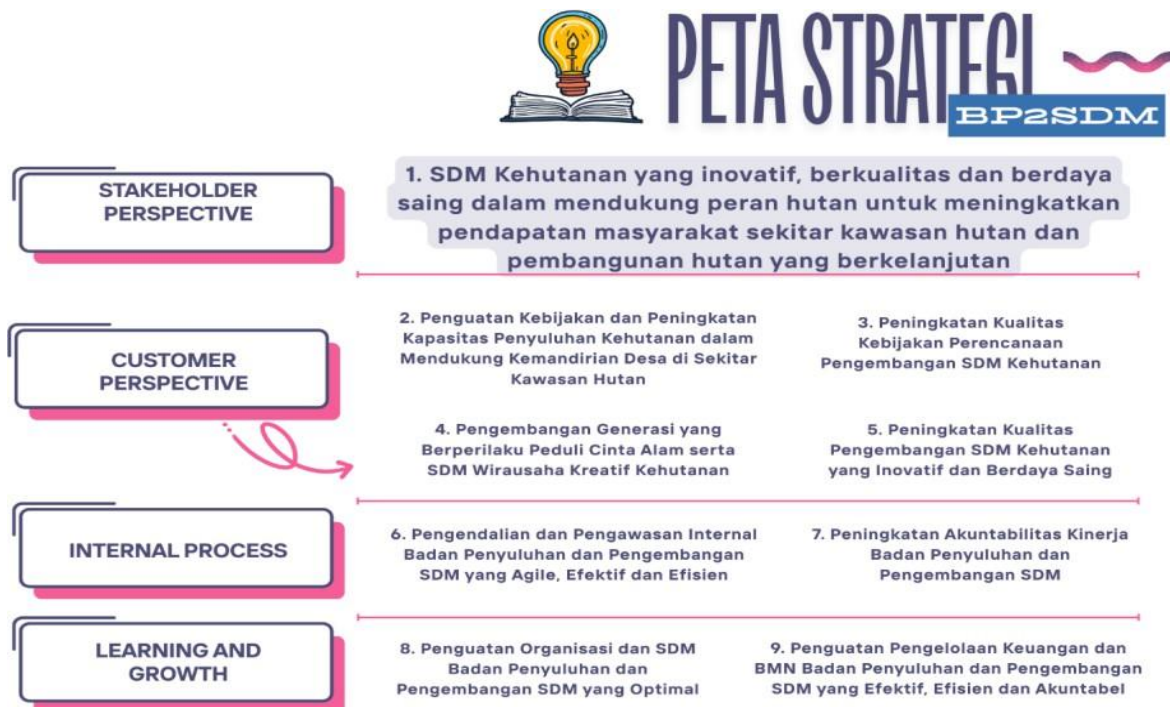 PETA STRATEGI
BP2SDM
STAKEHOLDER
PERSPECTIVE
1. SDM Kehutanan yang inovatif, berkualitas dan berdaya
saing dalam mendukung peran hutan untuk meningkatkan
pendapatan masyarakat sekitar kawasan hutan dan
pembangunan hutan yang berkelanjutan
CUSTOMER
PERSPECTIVE
2. Penguatan Kebijakan dan Peningkatan
Kapasitas Penyuluhan Kehutanan dalam
Mendukung Kemandirian Desa di Sekitar
Kawasan Hutan
3. Peningkatan Kualitas
Kebijakan Perencanaan
Pengembangan SDM Kehutanan
4. Pengembangan Generasi yang
Berperilaku Peduli Cinta Alam serta
SDM Wirausaha Kreatif Kehutanan
5. Peningkatan Kualitas
Pengembangan SDM Kehutanan
yang Inovatif dan Berdaya Saing
INTERNAL PROCESS
6. Pengendalian dan Pengawasan Internal
Badan Penyuluhan dan Pengembangan
SDM yang Agile, Efektif dan Efisien
7. Peningkatan Akuntabilitas Kinerja
Badan Penyuluhan dan
Pengembangan SDM
LEARNING AND
GROWTH
8. Penguatan Organisasi dan SDM
Badan Penyuluhan dan
Pengembangan SDM yang Optimal
9. Penguatan Pengelolaan Keuangan dan
BMN Badan Penyuluhan dan Pengembangan
SDM yang Efektif, Efisien dan Akuntabel